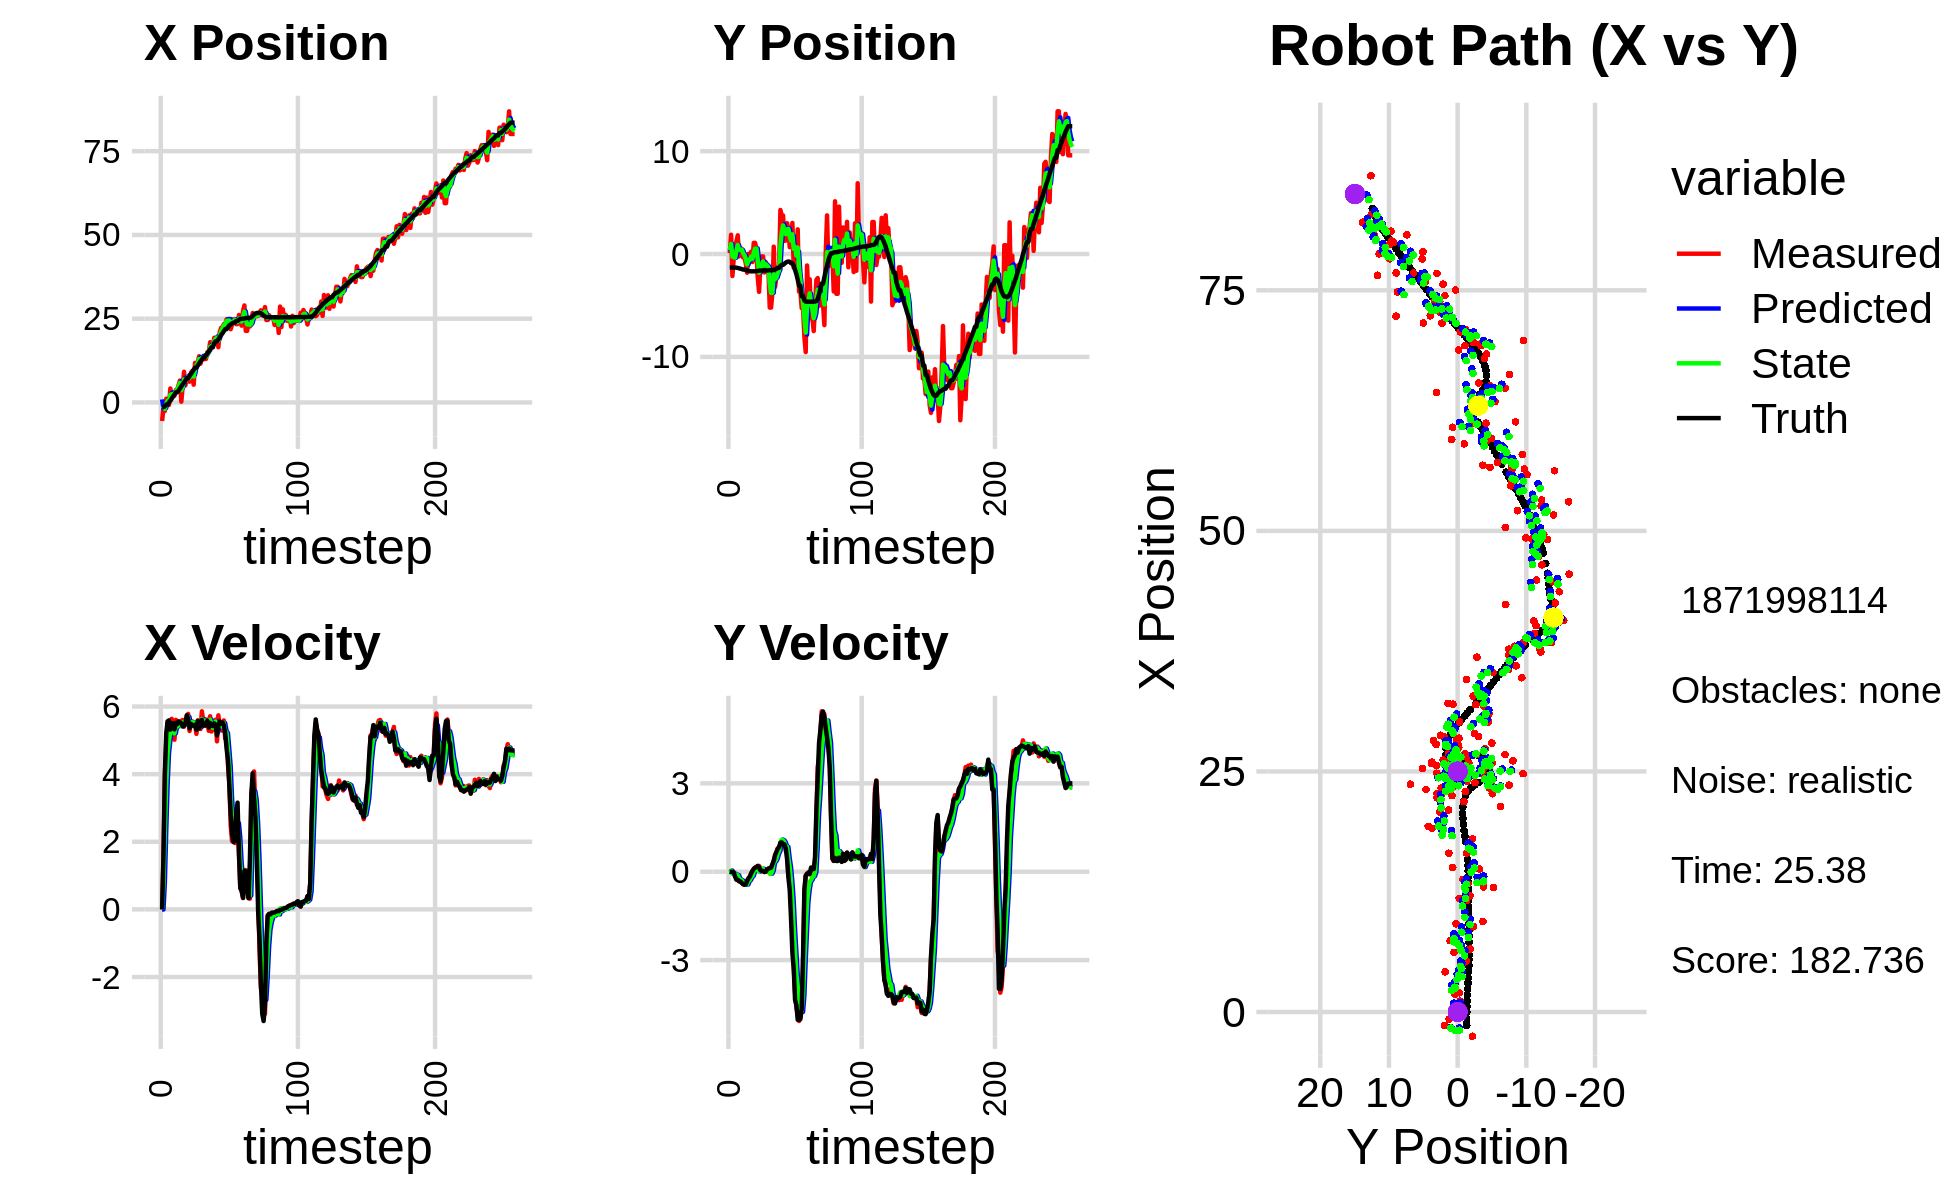 X Position
75
50
25
0
0
100
200
timestep
Y Position
10
0
-10
0
100
200
timestep
X Velocity
6
4
2
0
-2
0
100
200
timestep
Y Velocity
3
0
-3
0
100
200
timestep
Robot Path (X vs Y)
X Position
75
50
25
0
20 10 0 -10 -20
Y Position
variable
Measured
Predicted
State
Truth
1871998114
Obstacles: none
Noise: realistic
Time: 25.38
Score: 182.736